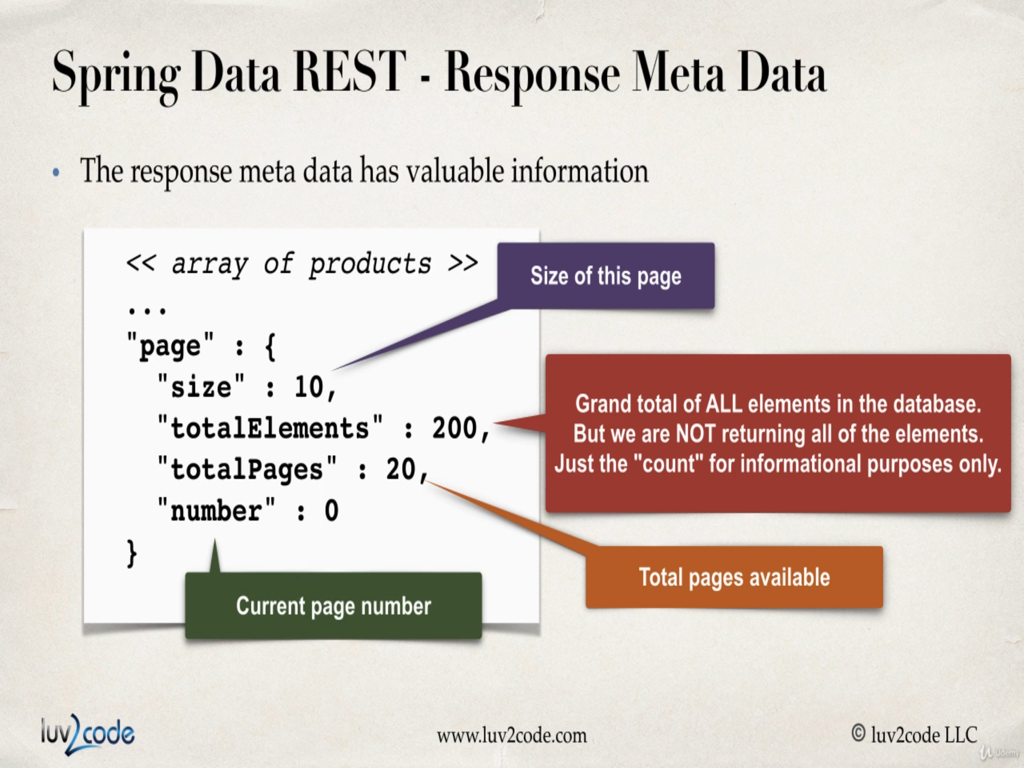 Spring Data REST - Response Meta Data
• The response meta data has valuable information
<< array of products >>
...
"page" : {
"size" : 10,
"totalElements" : 200,
"totalPages" : 20,
"number" : 0
}
Size of this page
Grand total of ALL elements in the database.
But we are NOT returning all of the elements.
Just the "count" for informational purposes only.
Total pages available
Current page number
luv2code
www.luv2code.com
© luv2code LLC
Udemy